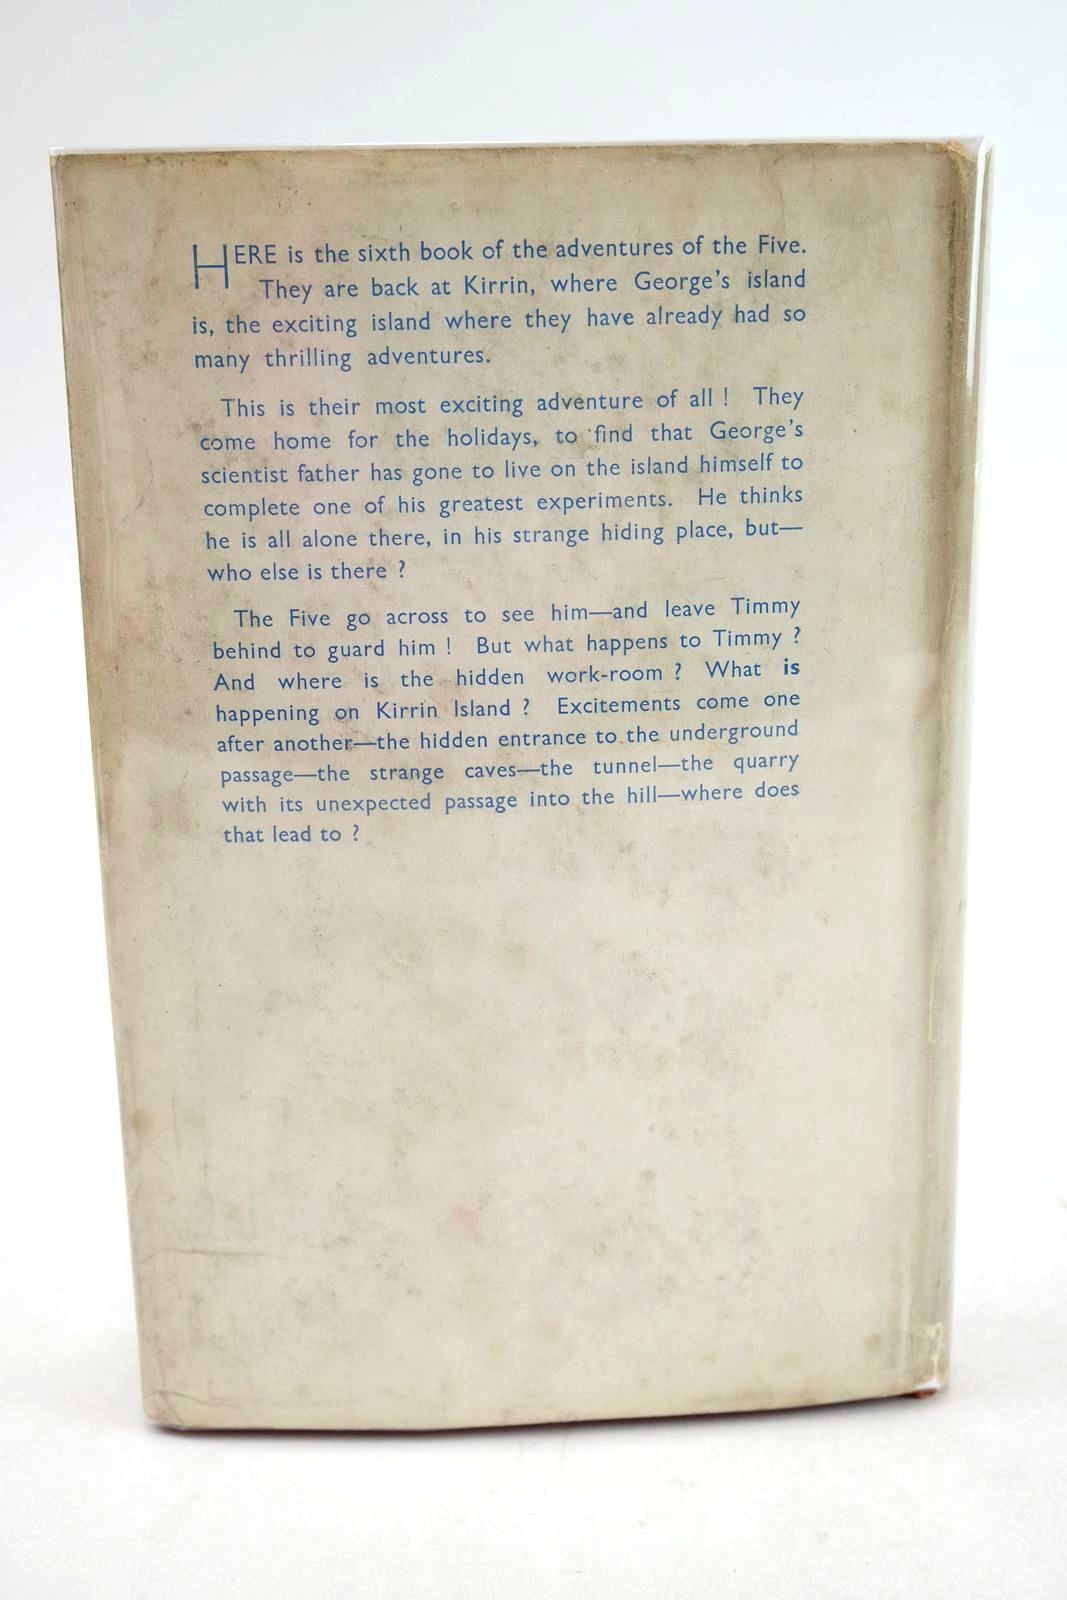 HERE is the sixth book of the adventures of the Five.
They are back at Kirrin, where George's island
is, the exciting island where they have already had so
many thrilling adventures.
This is their most exciting adventure of all ! They
come home for the holidays, to find that George's
scientist father has gone to live on the island himself to
complete one of his greatest experiments. He thinks
he is all alone there, in his strange hiding place, but—
who else is there ?
The Five go across to see him—and leave Timmy
behind to guard him ! But what happens to Timmy ?
And where is the hidden work-room ? What is
happening on Kirrin Island ? Excitements come one
after another—the hidden entrance to the underground
passage—the strange caves—the tunnel—the quarry
with its unexpected passage into the hill—where does
that lead to ?